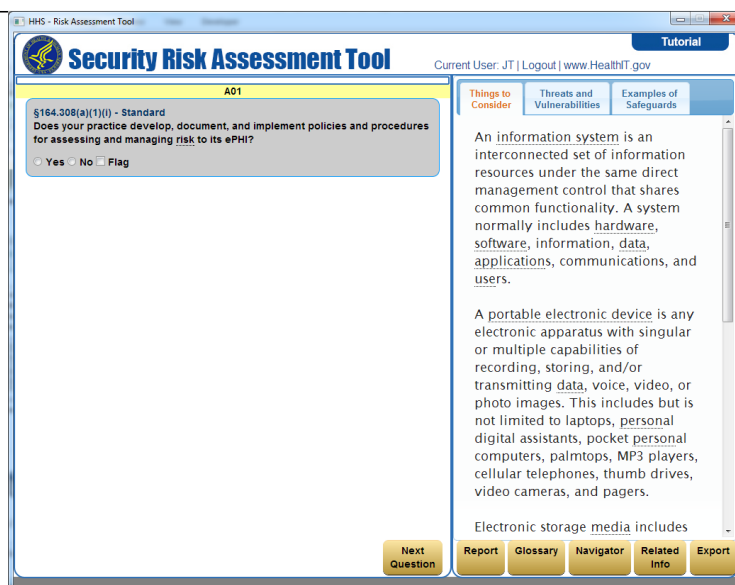 HHS - Risk Assessment Tool
Security Risk Assessment Tool
Tutorial
Current User: JT | Logout | www.HealthIT.gov
A01
§164.308(a)(1)(i) - Standard
Does your practice develop, document, and implement policies and procedures
for assessing and managing risk to its ePHI?
Yes No Flag
Next
Question
Things to
Consider
Threats and
Vulnerabilities
Examples of
Safeguards
An information system is an
interconnected set of information
resources under the same direct
management control that shares
common functionality. A system
normally includes hardware,
software, information, data,
applications, communications, and
users.
A portable electronic device is any
electronic apparatus with singular
or multiple capabilities of
recording, storing, and/or
transmitting data, voice, video, or
photo images. This includes but is
not limited to laptops, personal
digital assistants, pocket personal
computers, palmtops, MP3 players,
cellular telephones, thumb drives,
video cameras, and pagers.
Electronic storage media includes
Report
Glossary
Navigator
Related
Info
Export